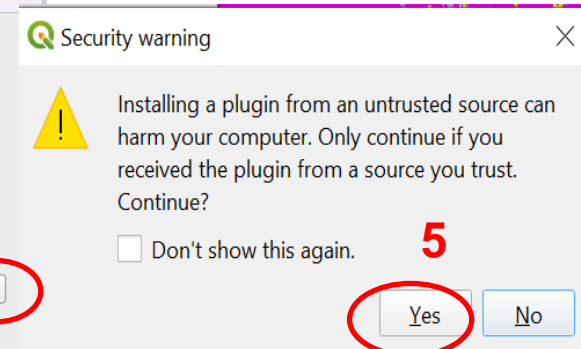 Security warning
Installing a plugin from an untrusted source can
harm your computer. Only continue if you
received the plugin from a source you trust.
Continue?
Don't show this again.
5
Yes
No